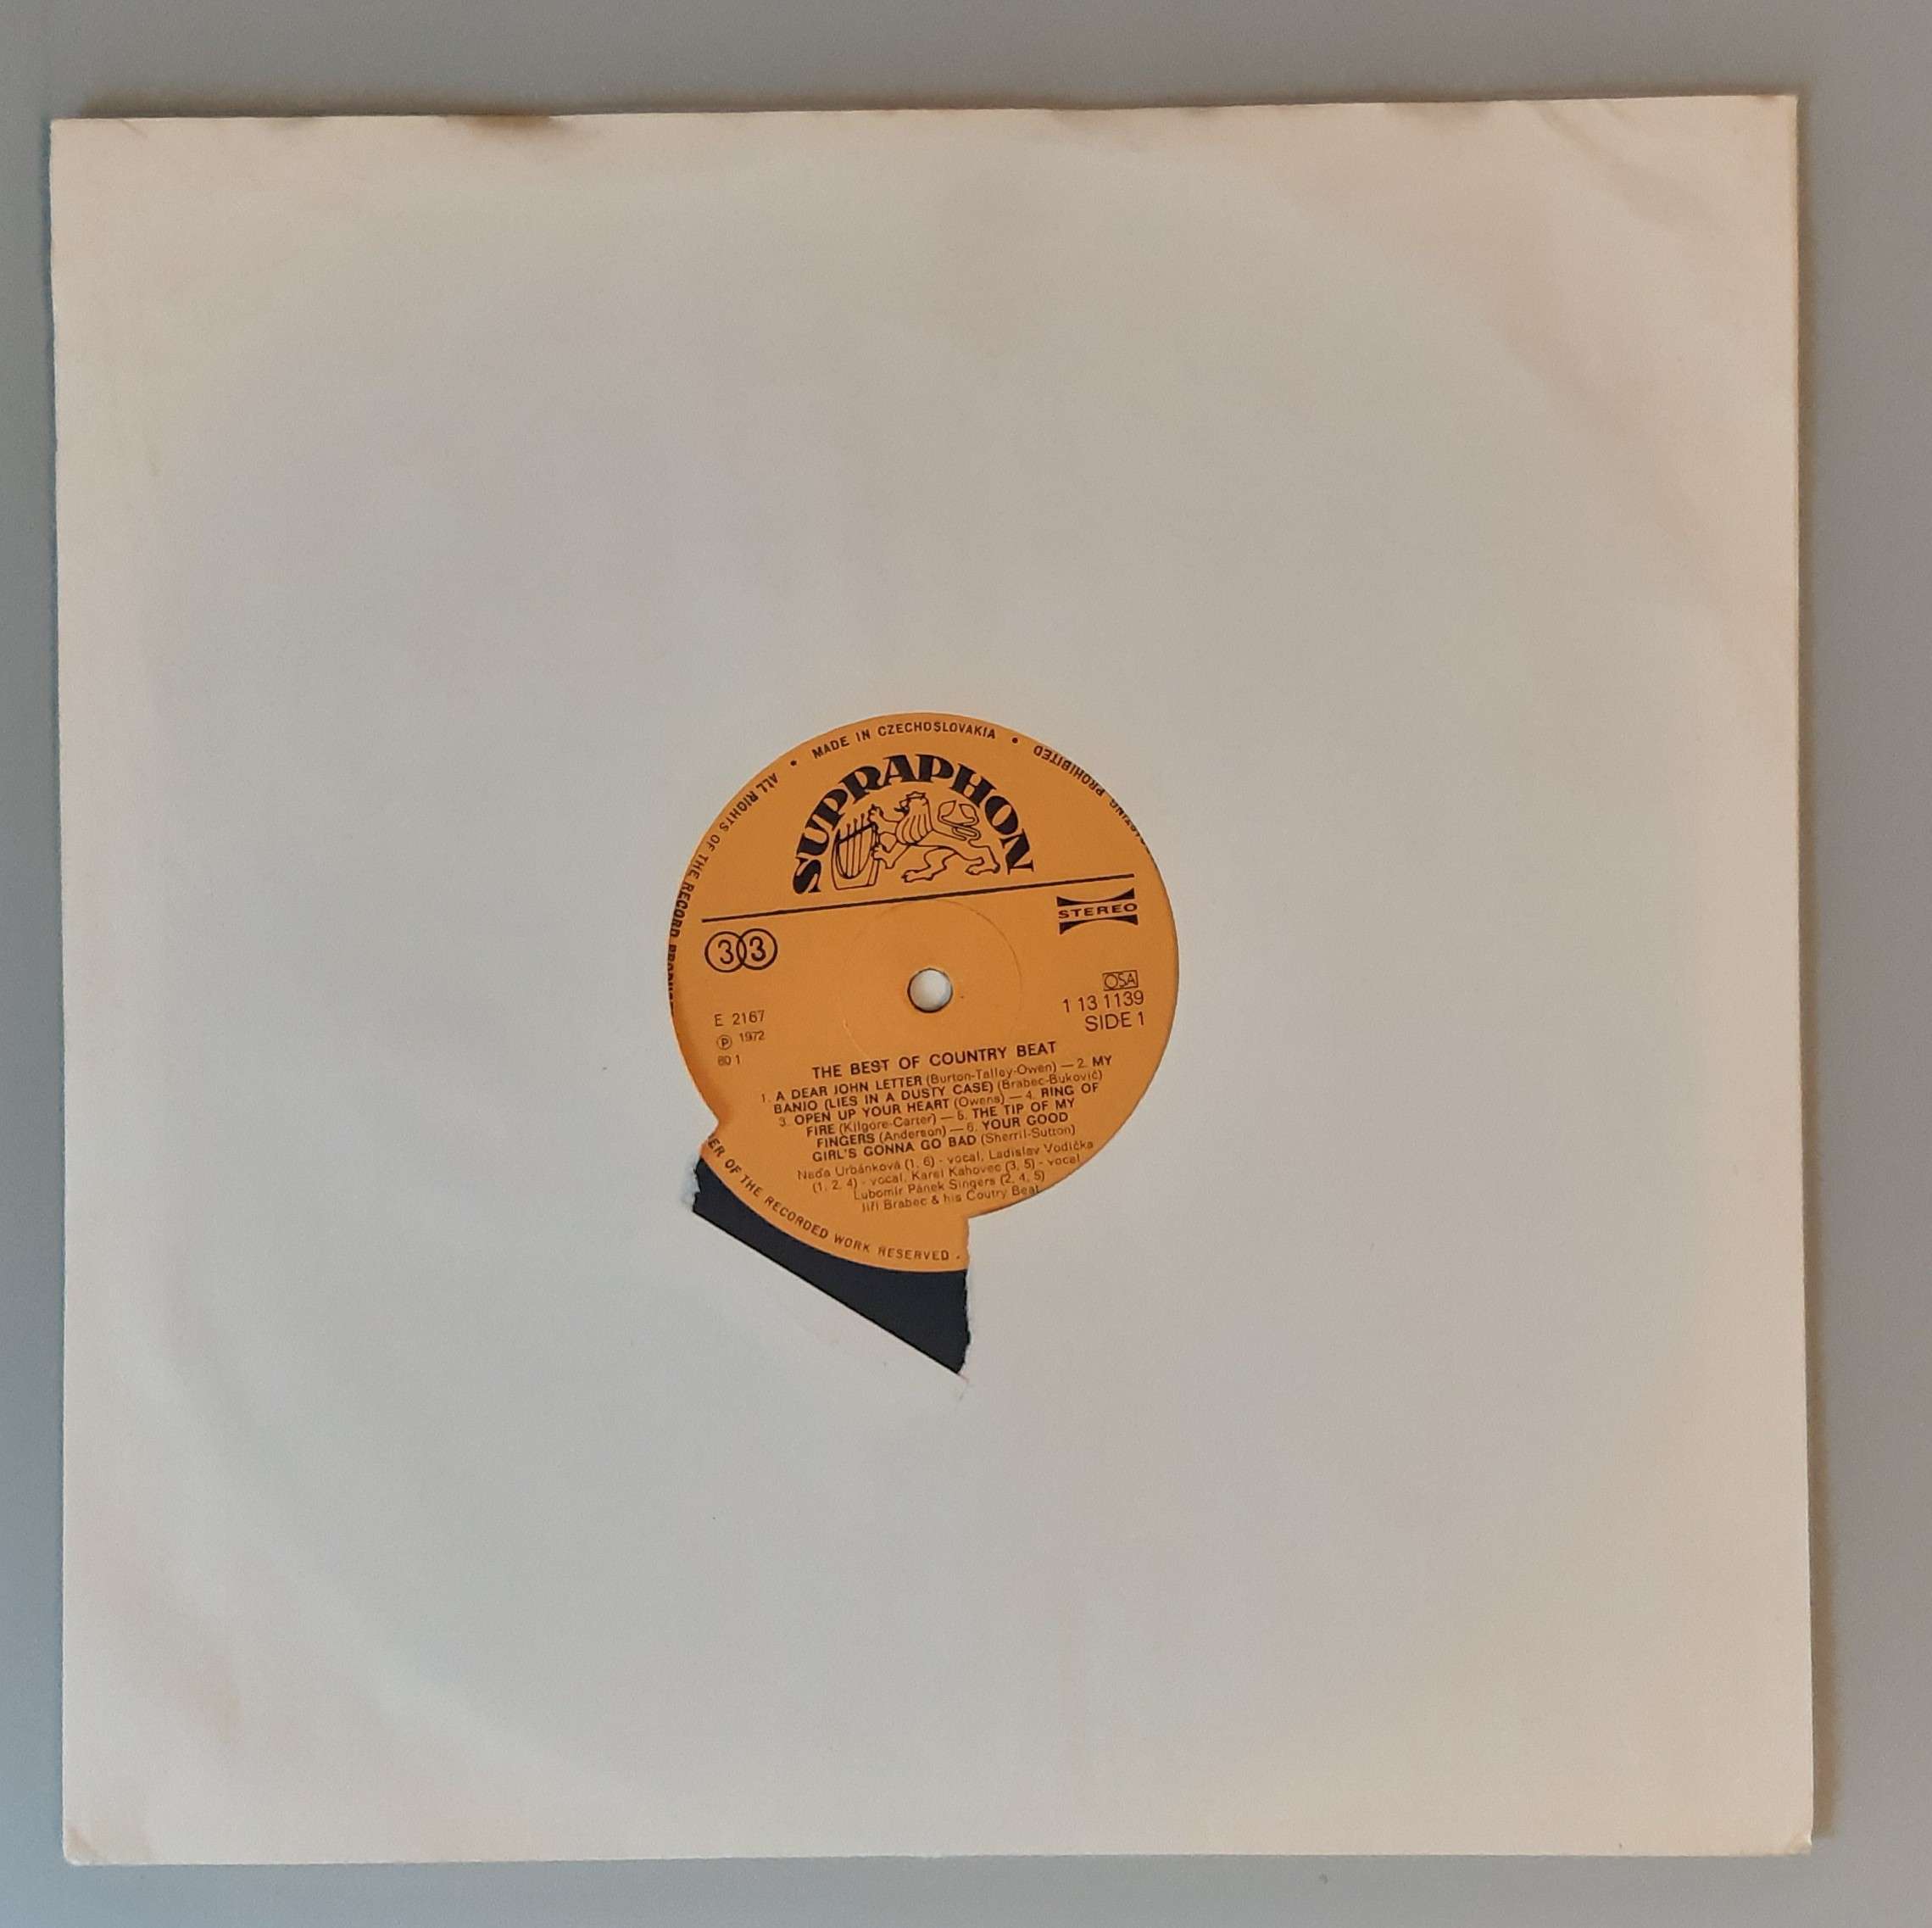 MADE IN CZECHOSLOVAKIA •
PROHIBITED
• ALL RIGHTS OF THE RECORD
SUPRAPHON
STEREO
33
OSA
1 13 1139
SIDE 1
E 2167
Ⓟ 1972
80 1
THE BEST OF COUNTRY BEAT
1. A DEAR JOHN LETTER (Burton-Talley-Owen) — 2. MY
BANJO (LIES IN A DUSTY CASE) (Brabec-Buković)
3. OPEN UP YOUR HEART (Owens) — 4. RING OF
FIRE (Kilgore-Carter) — 5. THE TIP OF MY
FINGERS (Anderson) — 6. YOUR GOOD
GIRL'S GONNA GO BAD (Sherril-Sutton)
Naďa Urbánková (1, 6) - vocal, Ladislav Vodička
(1, 2, 4) - vocal, Karel Kahovec (3, 5) - vocal
Lubomír Pánek Singers (2, 4, 5)
Jiří Brabec & his Coutry Beat
OF THE RECORDED WORK RESERVED •